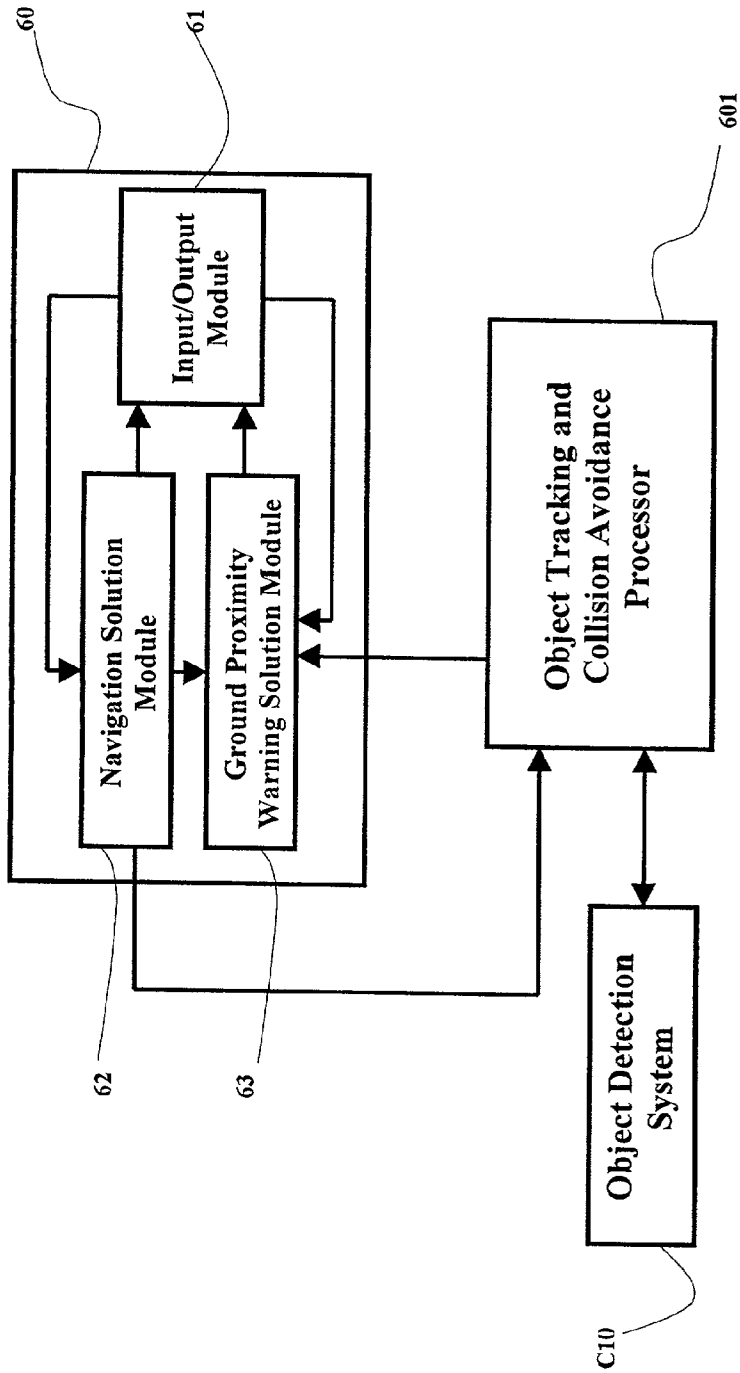 60
61
Input/Output
Module
Navigation Solution
Module
Ground Proximity
Warning Solution Module
62
63
Object Tracking and
Collision Avoidance
Processor
601
Object Detection
System
C10